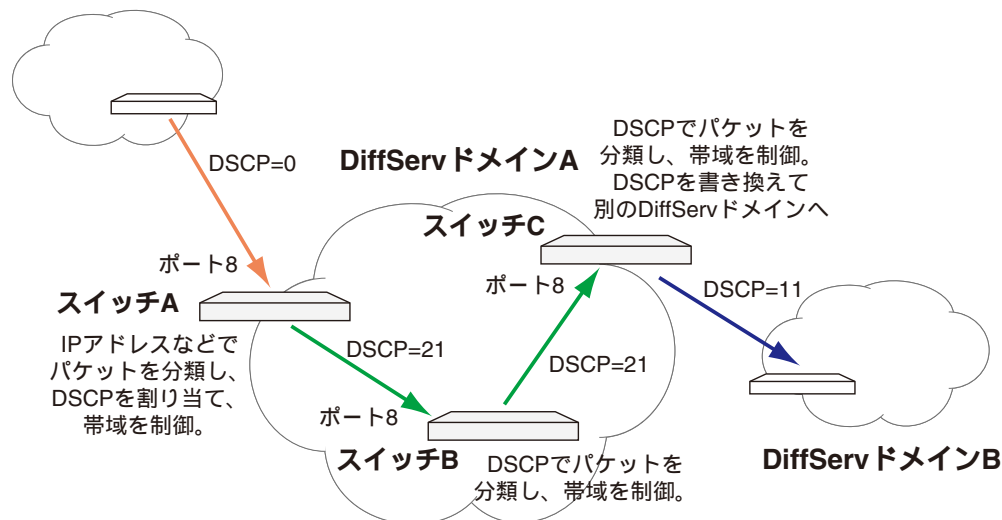 DSCP=0
DiffServドメインA
DSCPでパケットを
分類し、帯域を制御。
DSCPを書き換えて
別のDiffServドメインへ
スイッチC
ポート8
スイッチA
ポート8
DSCP=11
IPアドレスなどで
パケットを分類し、
DSCPを割り当て、
帯域を制御。
DSCP=21
DSCP=21
ポート8
スイッチB
DSCPでパケットを
分類し、帯域を制御。
DiffServドメインB